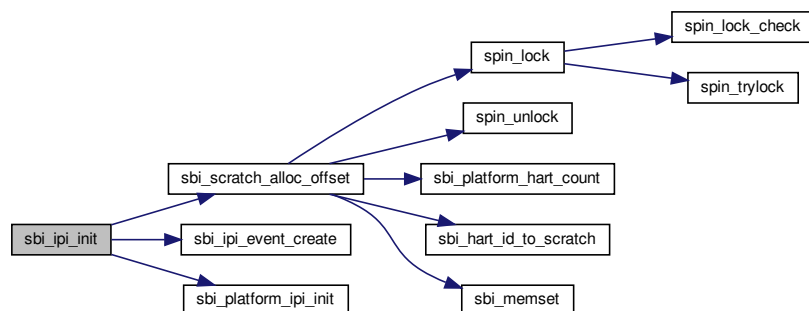 sbi_ipi_init
sbi_scratch_alloc_offset
sbi_ipi_event_create
sbi_platform_ipi_init
spin_lock
spin_unlock
sbi_platform_hart_count
sbi_hart_id_to_scratch
sbi_memset
spin_lock_check
spin_trylock